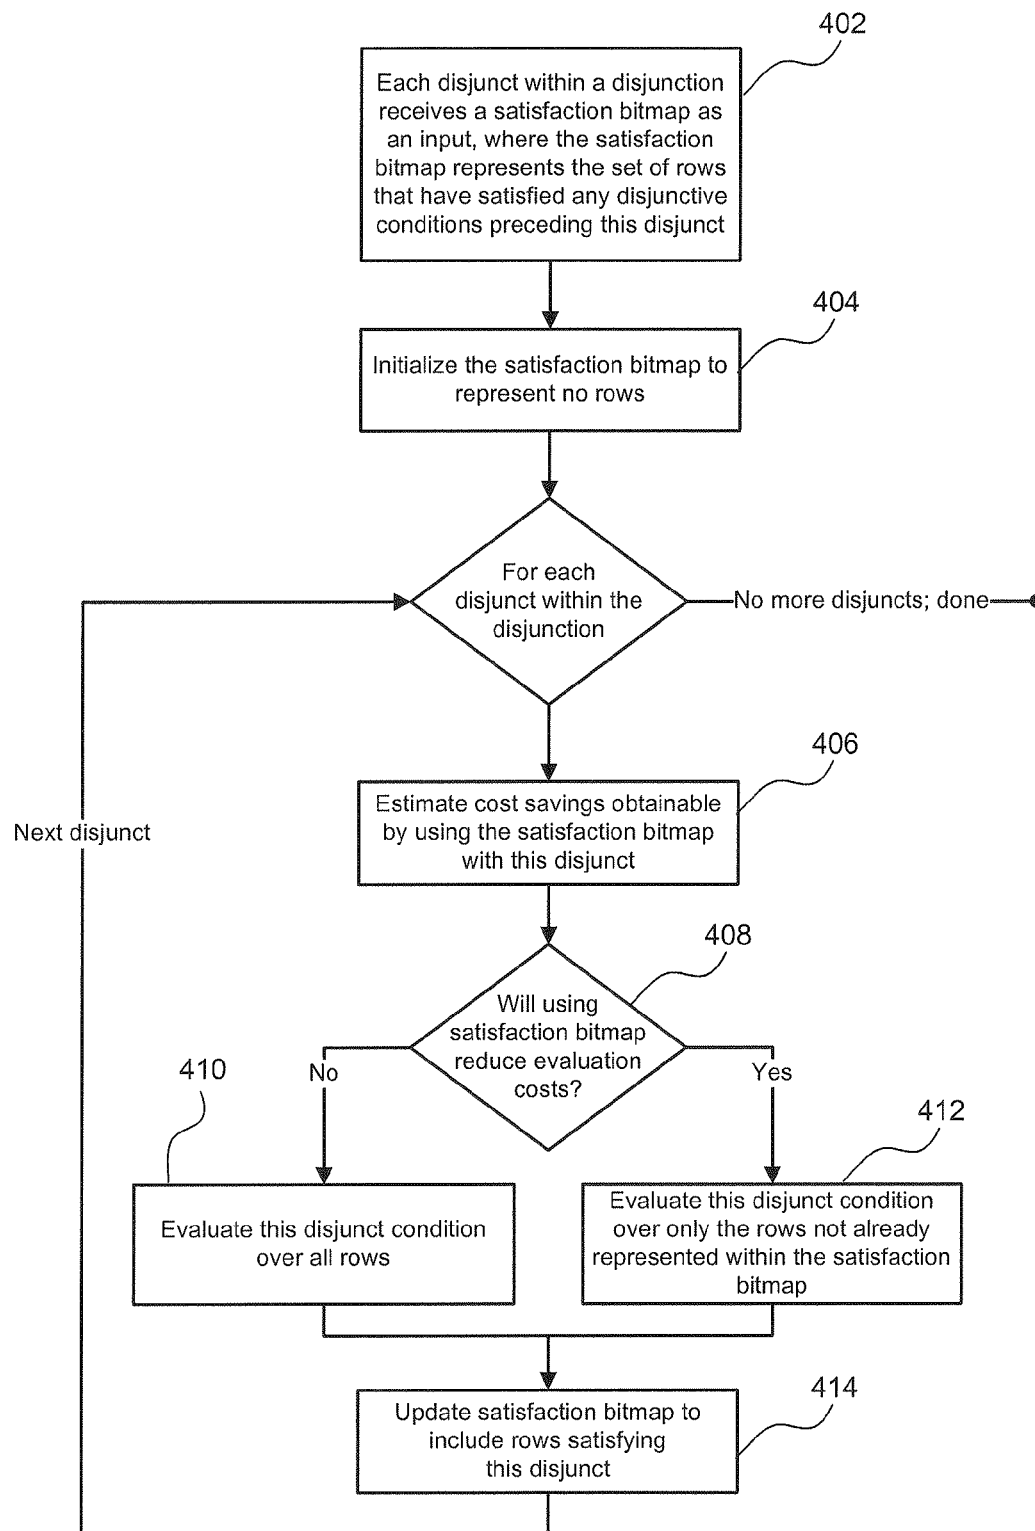 402
Each disjunct within a disjunction
receives a satisfaction bitmap as
an input, where the satisfaction
bitmap represents the set of rows
that have satisfied any disjunctive
conditions preceding this disjunct
404
Initialize the satisfaction bitmap to
represent no rows
For each
disjunct within the
disjunction
No more disjuncts; done
406
Estimate cost savings obtainable
by using the satisfaction bitmap
with this disjunct
Next disjunct
408
Will using
satisfaction bitmap
reduce evaluation
costs?
No
Yes
410
412
Evaluate this disjunct condition
over all rows
Evaluate this disjunct condition
over only the rows not already
represented within the satisfaction
bitmap
414
Update satisfaction bitmap to
include rows satisfying
this disjunct